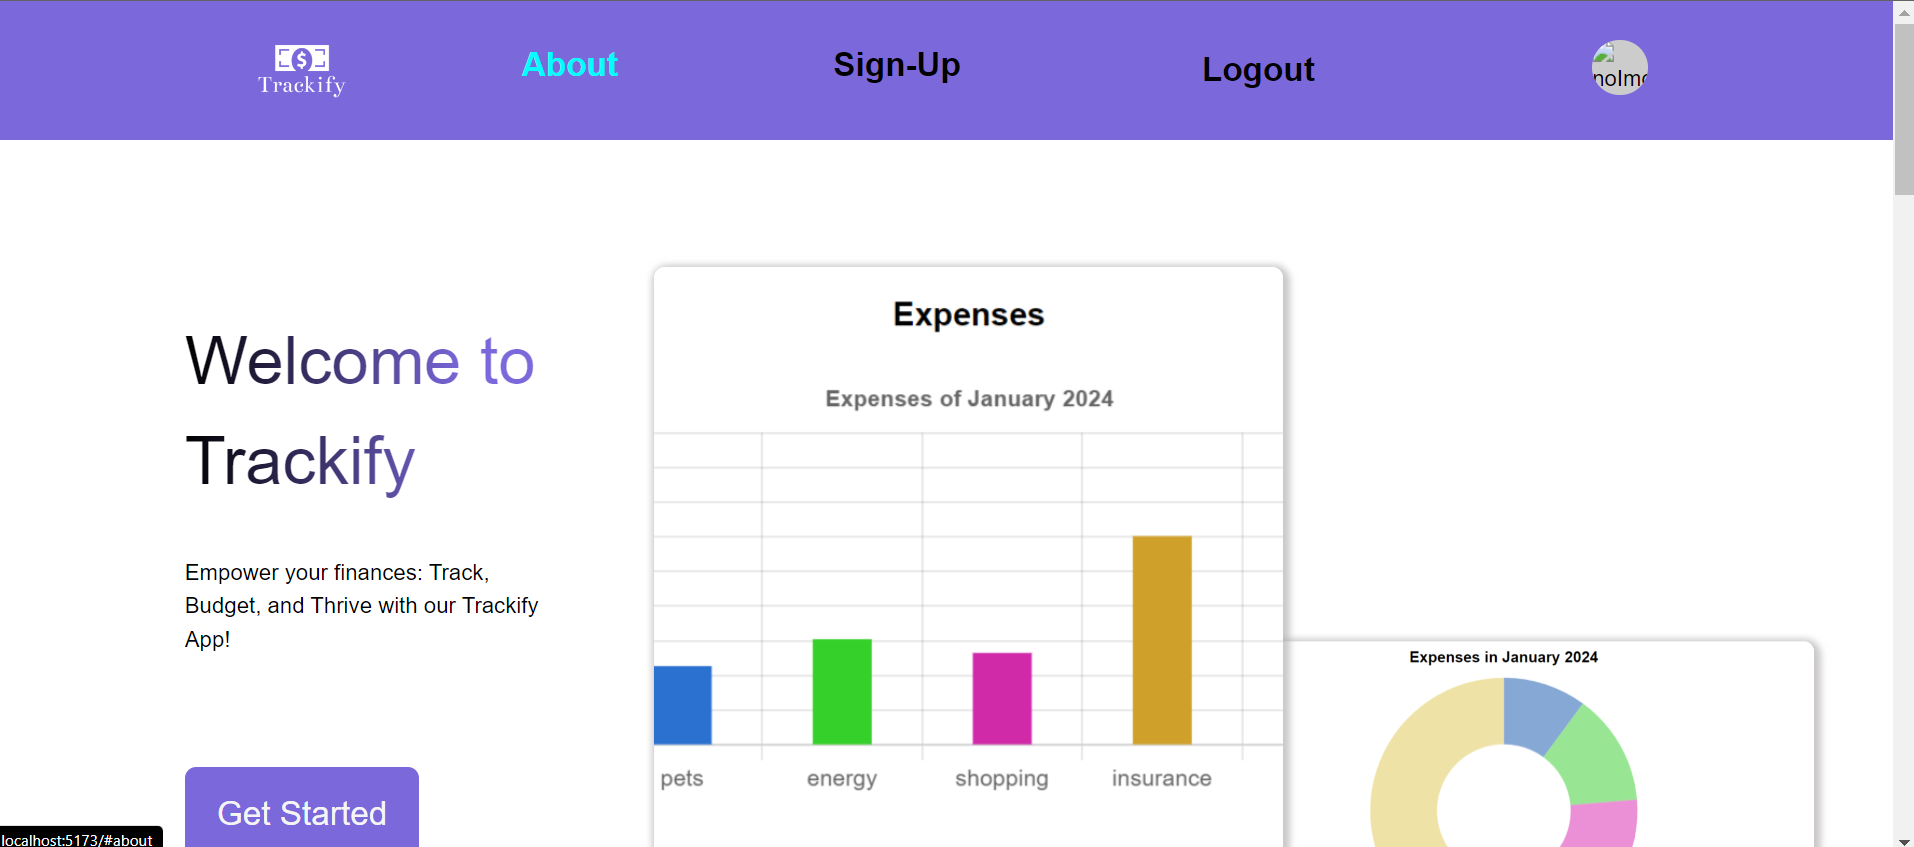 Trackify
About
Sign-Up
Logout
Welcome to
Trackify
Empower your finances: Track,
Budget, and Thrive with our Trackify
App!
Get Started
Expenses
Expenses of January 2024
pets
energy
shopping
insurance
Expenses in January 2024
localhost:5173/#about